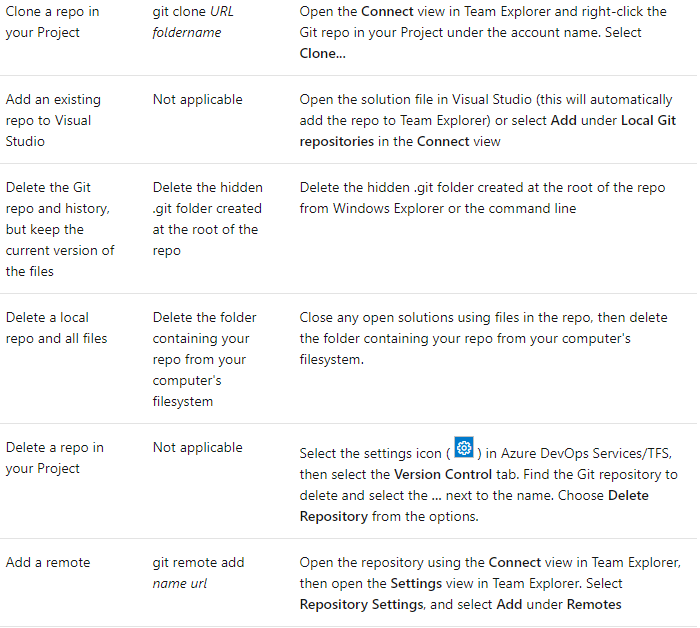 Clone a repo in
your Project
git clone URL
foldername
Open the Connect view in Team Explorer and right-click the
Git repo in your Project under the account name. Select
Clone...
Add an existing
repo to Visual
Studio
Not applicable
Open the solution file in Visual Studio (this will automatically
add the repo to Team Explorer) or select Add under Local Git
repositories in the Connect view
Delete the Git
repo and history,
but keep the
current version of
the files
Delete the hidden
.git folder created
at the root of the
repo
Delete the hidden .git folder created at the root of the repo
from Windows Explorer or the command line
Delete a local
repo and all files
Delete the folder
containing your
repo from your
computer's
filesystem
Close any open solutions using files in the repo, then delete
the folder containing your repo from your computer's
filesystem.
Delete a repo in
your Project
Not applicable
Select the settings icon ( ) in Azure DevOps Services/TFS,
then select the Version Control tab. Find the Git repository to
delete and select the ... next to the name. Choose Delete
Repository from the options.
Add a remote
git remote add
name url
Open the repository using the Connect view in Team Explorer,
then open the Settings view in Team Explorer. Select
Repository Settings, and select Add under Remotes